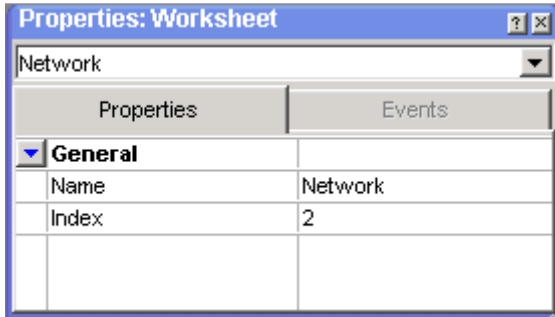 Properties: Worksheet
Network
Properties Events
General
Name Network
Index 2